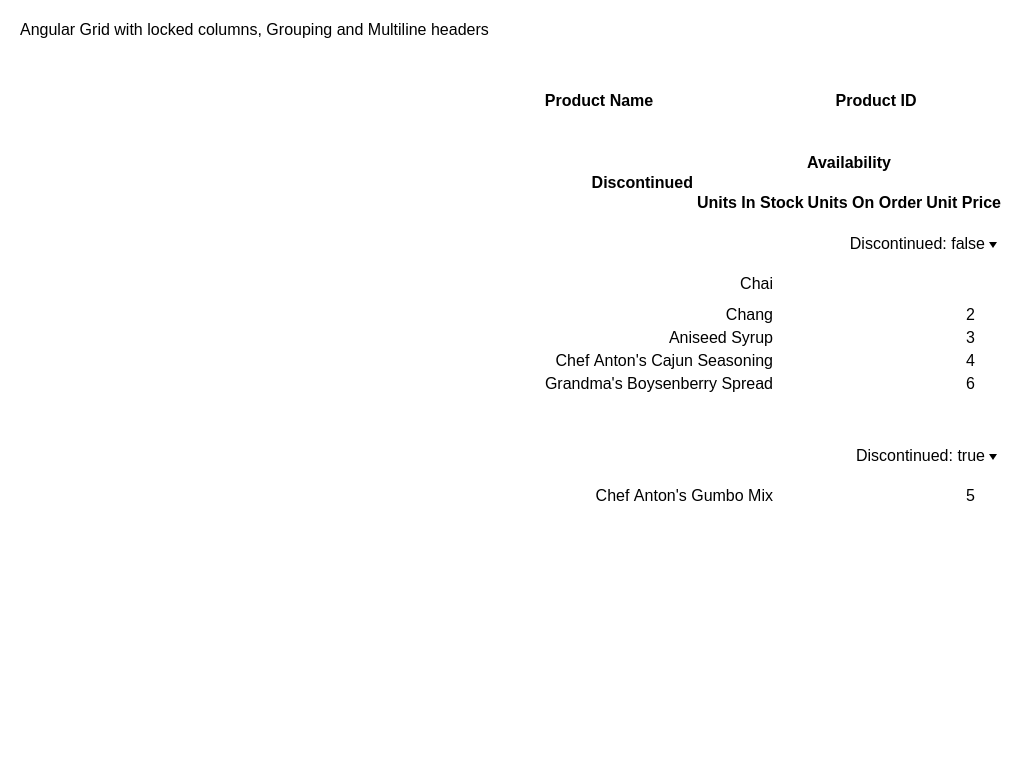 Angular Grid with locked columns, Grouping and Multiline headers
Product Name Product ID
Availability
Discontinued
Units In Stock Units On Order Unit Price
Discontinued: false
Chai
Chang 2
Aniseed Syrup 3
Chef Anton's Cajun Seasoning 4
Grandma's Boysenberry Spread 6
Discontinued: true
Chef Anton's Gumbo Mix 5